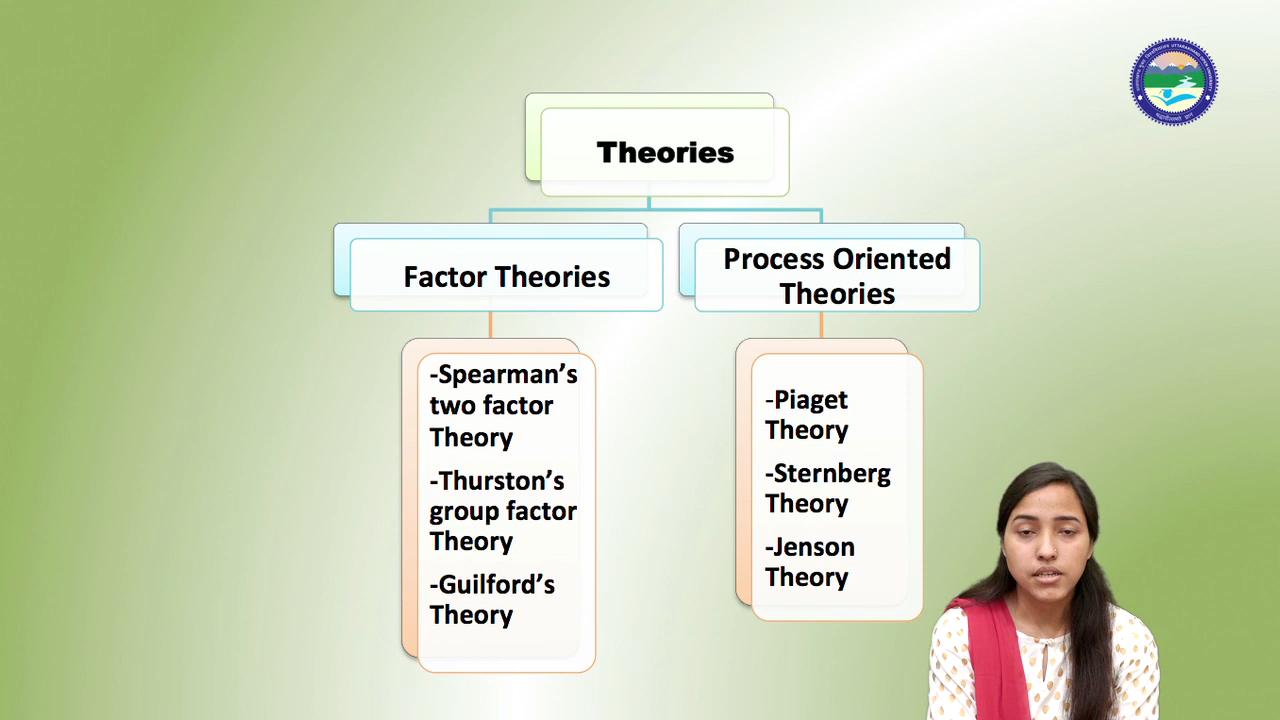 Theories
Factor Theories
Process Oriented
Theories
-Spearman's
two factor
Theory
-Thurston's
group factor
Theory
-Guilford's
Theory
-Piaget
Theory
-Sternberg
Theory
-Jenson
Theory